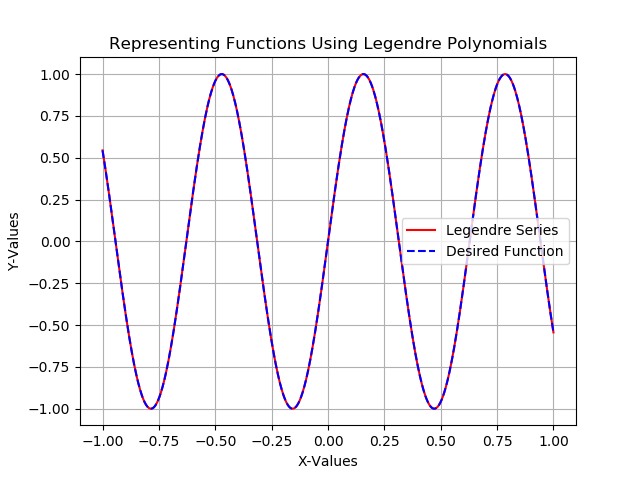 Representing Functions Using Legendre Polynomials
1.00
0.75
0.50
0.25
0.00
−0.25
−0.50
−0.75
−1.00
Y-Values
Legendre Series
Desired Function
−1.00 −0.75 −0.50 −0.25 0.00 0.25 0.50 0.75 1.00
X-Values